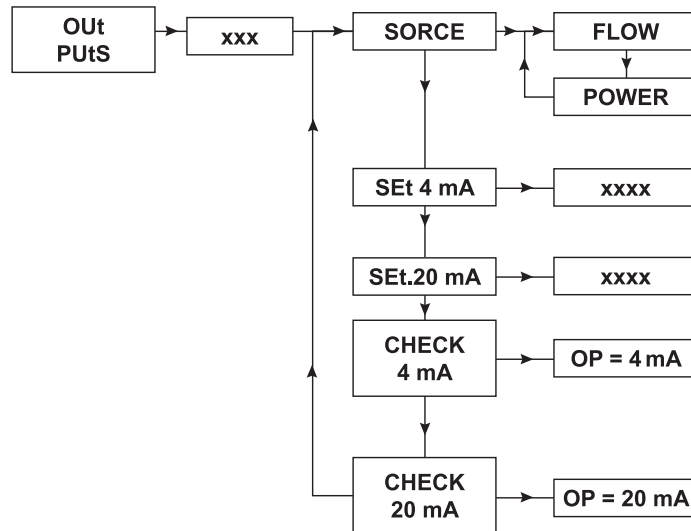 OUt
PUtS
xxx
SORCE
FLOW
POWER
SEt 4 mA
xxxx
SEt.20 mA
xxxx
CHECK
4 mA
OP = 4 mA
CHECK
20 mA
OP = 20 mA